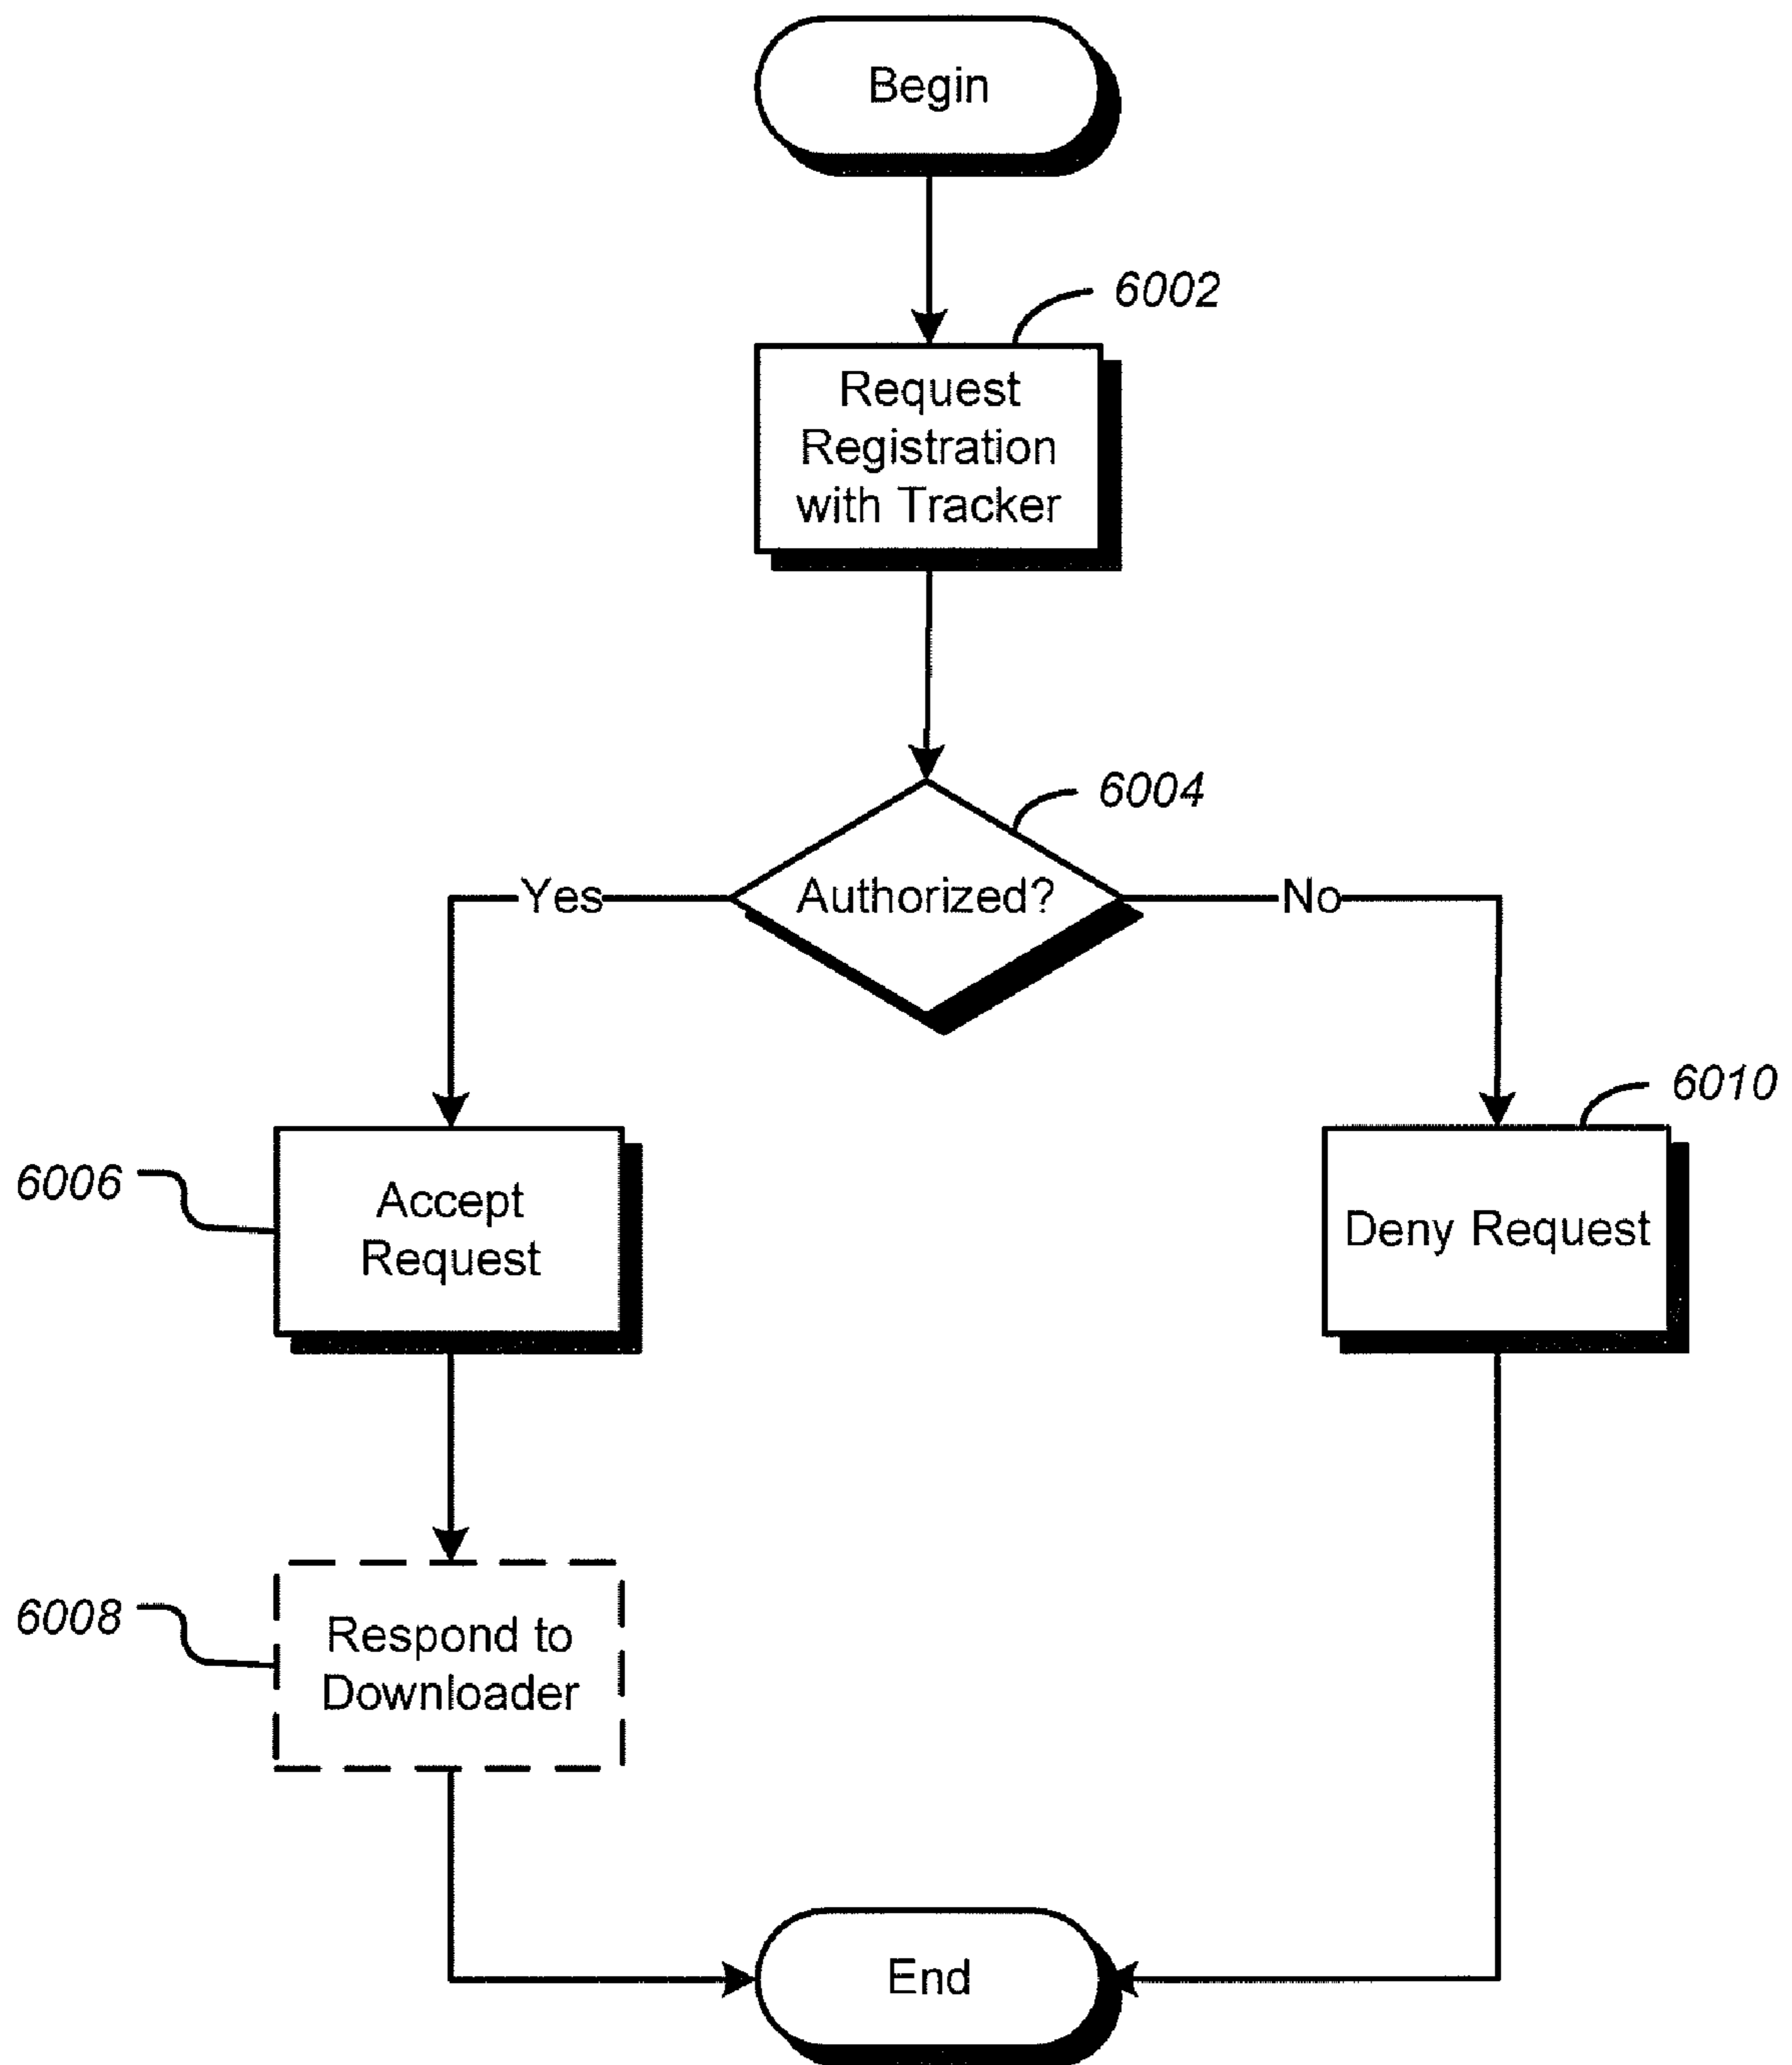 Begin
6002
Request
Registration
with Tracker
6004
Yes
Authorized?
No
6010
6006
Accept
Request
Deny Request
6008
Respond to
Downloader
End